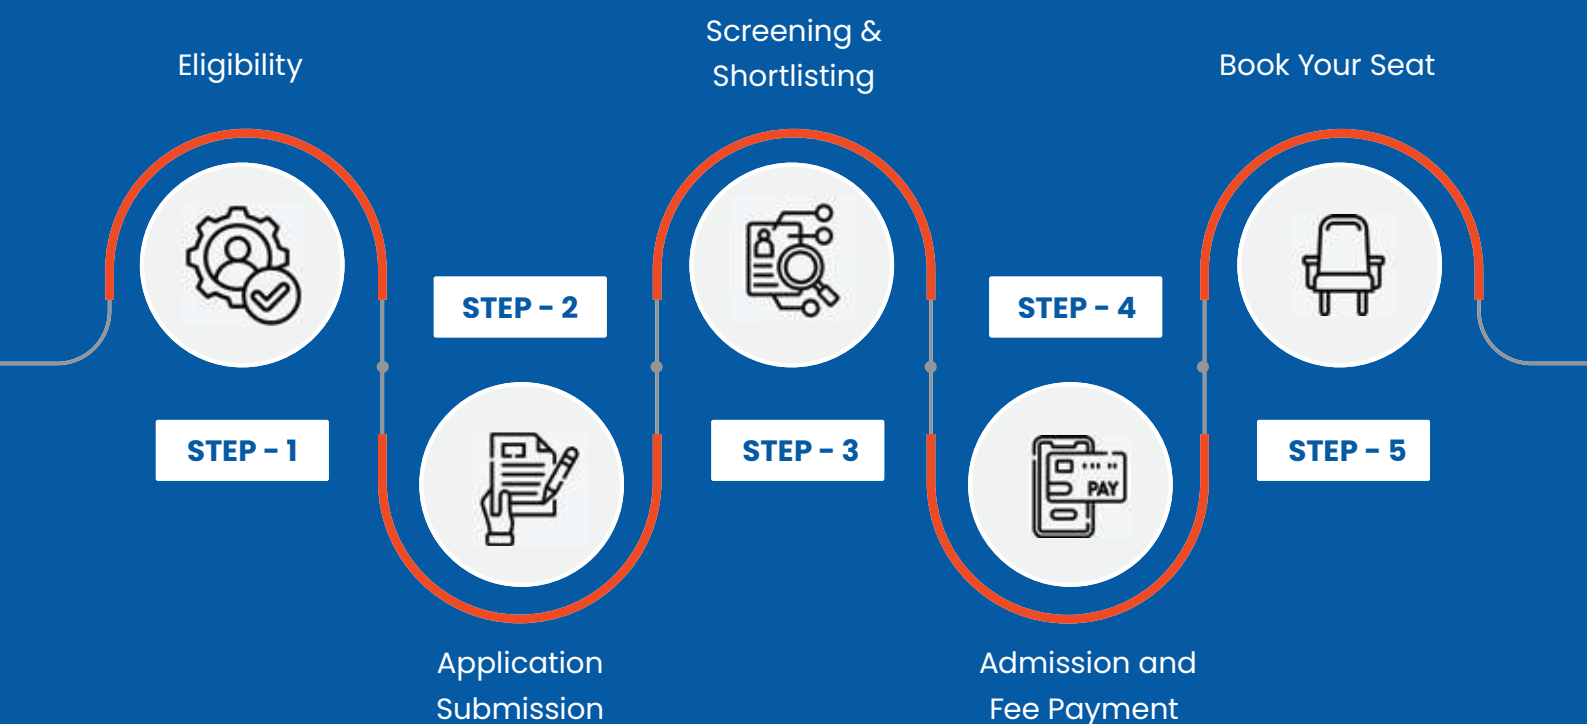 Eligibility
STEP – 1
STEP – 2
Application
Submission
Screening &
Shortlisting
STEP – 3
STEP – 4
PAY
Admission and
Fee Payment
Book Your Seat
STEP – 5